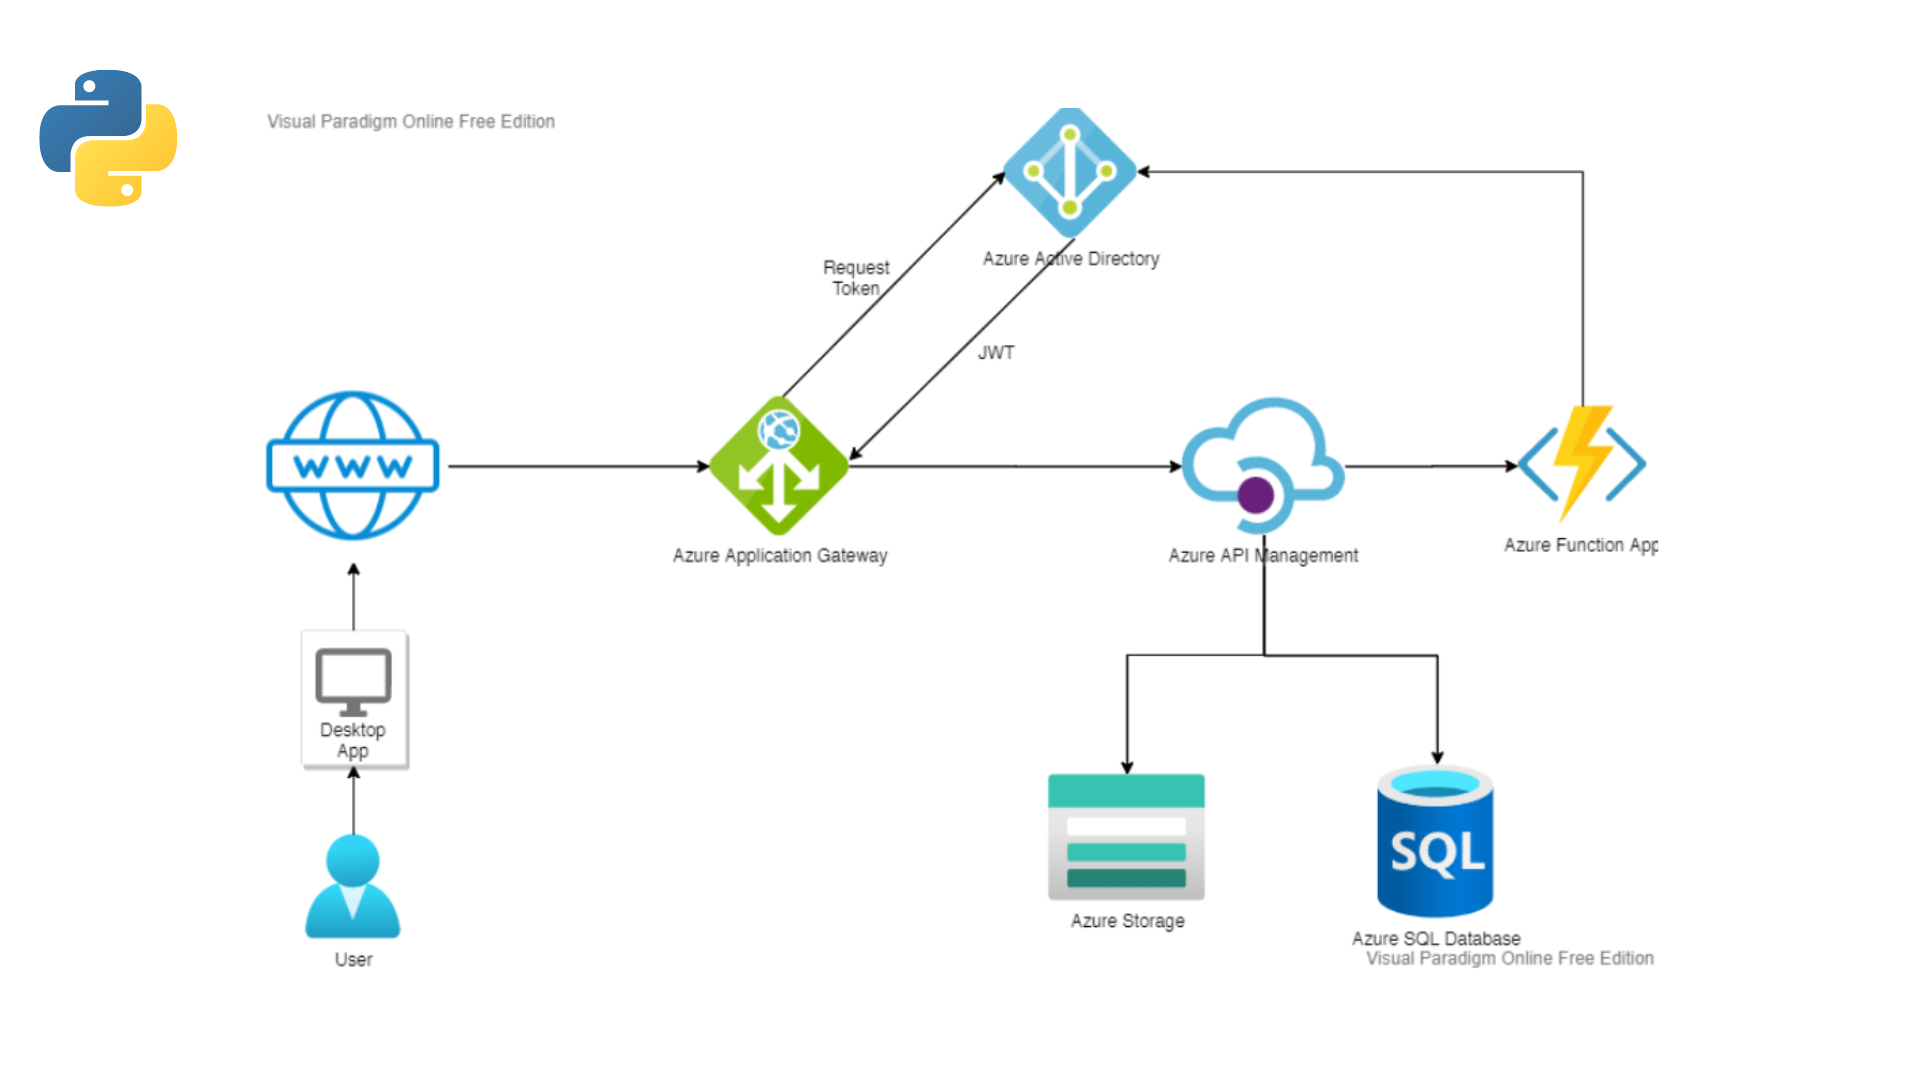 Visual Paradigm Online Free Edition
Azure Active Directory
Request
Token
JWT
WWW
Azure Application Gateway
Azure API Management
Azure Function App
Desktop
App
SQL
Azure Storage
Azure SQL Database
Visual Paradigm Online Free Edition
User